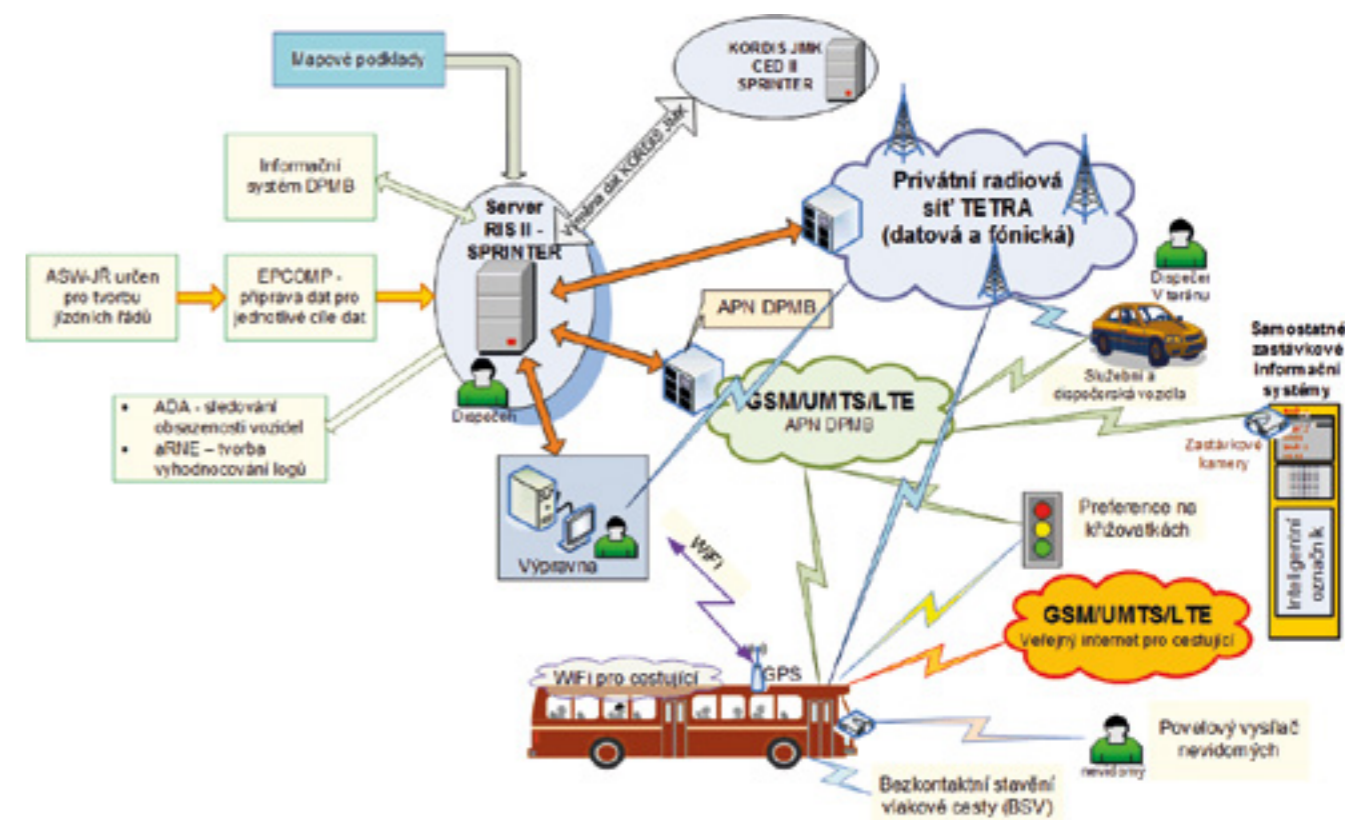 Mapové podklady
KORDIS JMK
CED II
SPRINTER
Výměna dat KORDIS JMK
Informační
systém DPMB
Server
RIS II -
SPRINTER
Privátní radiová
síť TETRA
(datová a fónická)
ASW-JŘ určen
pro tvorbu
jízdních řádů
EPCOMP -
příprava dat pro
jednotlivé cíle dat
Dispečer
V terénu
APN DPMB
Samostatné
zastávkové
informační
systémy
Služební a
dispečerská vozidla
GSM/UMTS/LTE
APN DPMB
Dispečeři
• ADA - sledování
obsazenosti vozidel
• aRNE – tvorba
vyhodnocování logů
Zastávkové
kamery
Preference na
křižovatkách
Inteligentní
označník
Výpravna
WiFi
GSM/UMTS/LTE
Veřejný internet pro cestující
WiFi pro cestující
GPS
Povelový vysílač
nevidomých
nevidomý
Bezkontaktní stavění
vlakové cesty (BSV)